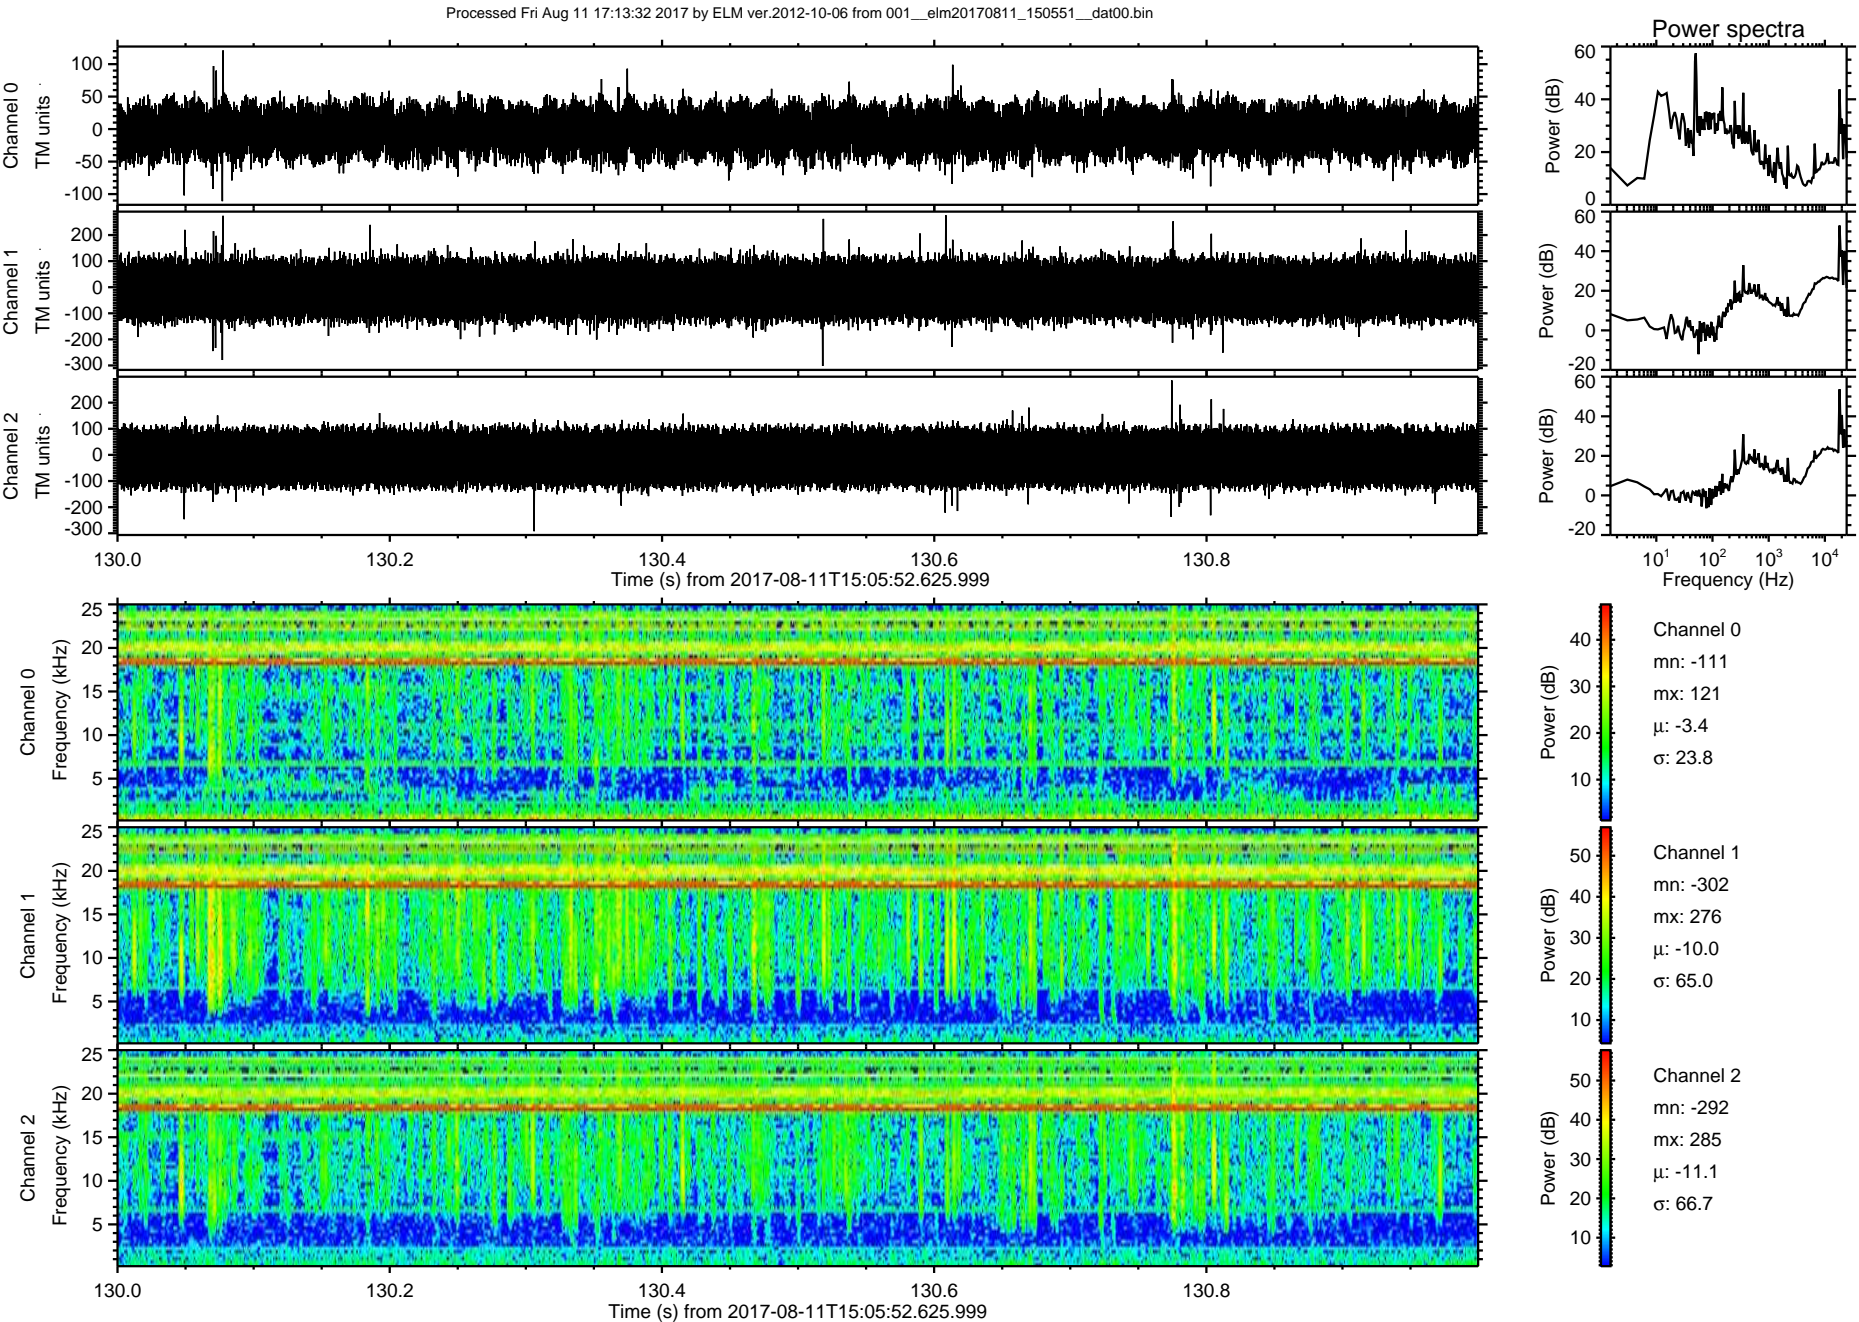 Processed Fri Aug 11 17:13:32 2017 by ELM ver.2012-10-06 from 001__elm20170811_150551__dat00.bin
Power spectra
Channel 0
TM units
100
50
0
-50
-100
Power (dB)
60
40
20
0
Channel 1
TM units
200
100
0
-100
-200
-300
Power (dB)
60
40
20
0
-20
Channel 2
TM units
200
100
0
-100
-200
-300
Power (dB)
60
40
20
0
-20
130.0 130.2 130.4 130.6 130.8
Time (s) from 2017-08-11T15:05:52.625.999
10¹ 10² 10³ 10⁴
Frequency (Hz)
Channel 0
Frequency (kHz)
25
20
15
10
5
Power (dB)
40
30
20
10
Channel 0
mn: -111
mx: 121
μ: -3.4
σ: 23.8
Channel 1
Frequency (kHz)
25
20
15
10
5
Power (dB)
50
40
30
20
10
Channel 1
mn: -302
mx: 276
μ: -10.0
σ: 65.0
Channel 2
Frequency (kHz)
25
20
15
10
5
Power (dB)
50
40
30
20
10
Channel 2
mn: -292
mx: 285
μ: -11.1
σ: 66.7
130.0 130.2 130.4 130.6 130.8
Time (s) from 2017-08-11T15:05:52.625.999